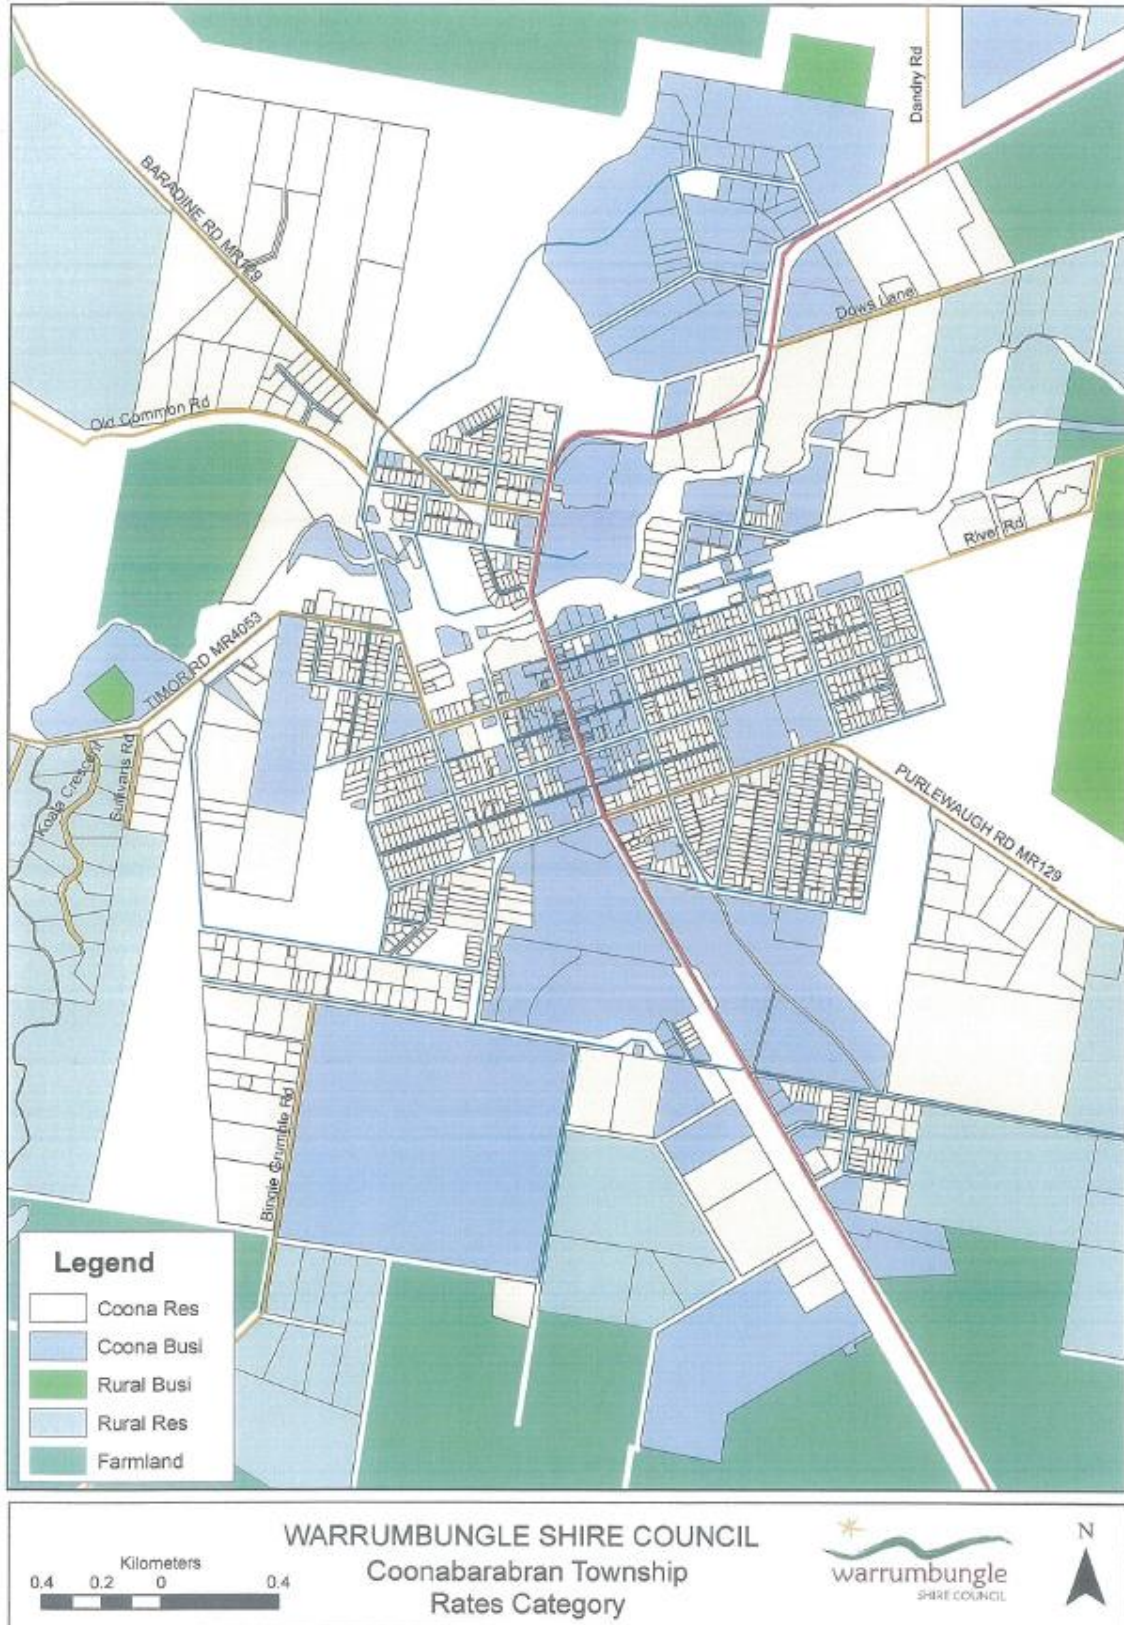 Dandry Rd
BARADINE RD MR129
Dows Lane
Old Common Rd
River Rd
TIMOR RD MR4053
Koala Crescent
Sullivans Rd
PURLEWAUGH RD MR129
Bingie Grumble Rd
Legend
Coona Res
Coona Busi
Rural Busi
Rural Res
Farmland
WARRUMBUNGLE SHIRE COUNCIL
Coonabarabran Township
Rates Category
Kilometers
0.4 0.2 0 0.4
warrumbungle
SHIRE COUNCIL
N